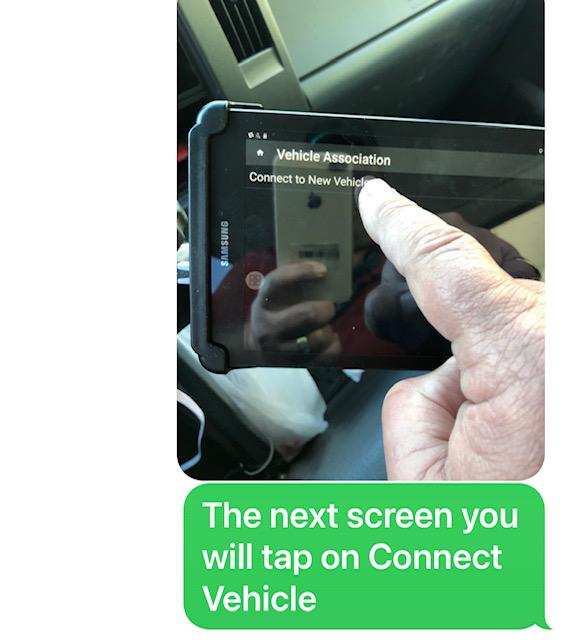 Vehicle Association
Connect to New Vehicle
SAMSUNG
The next screen you
will tap on Connect
Vehicle